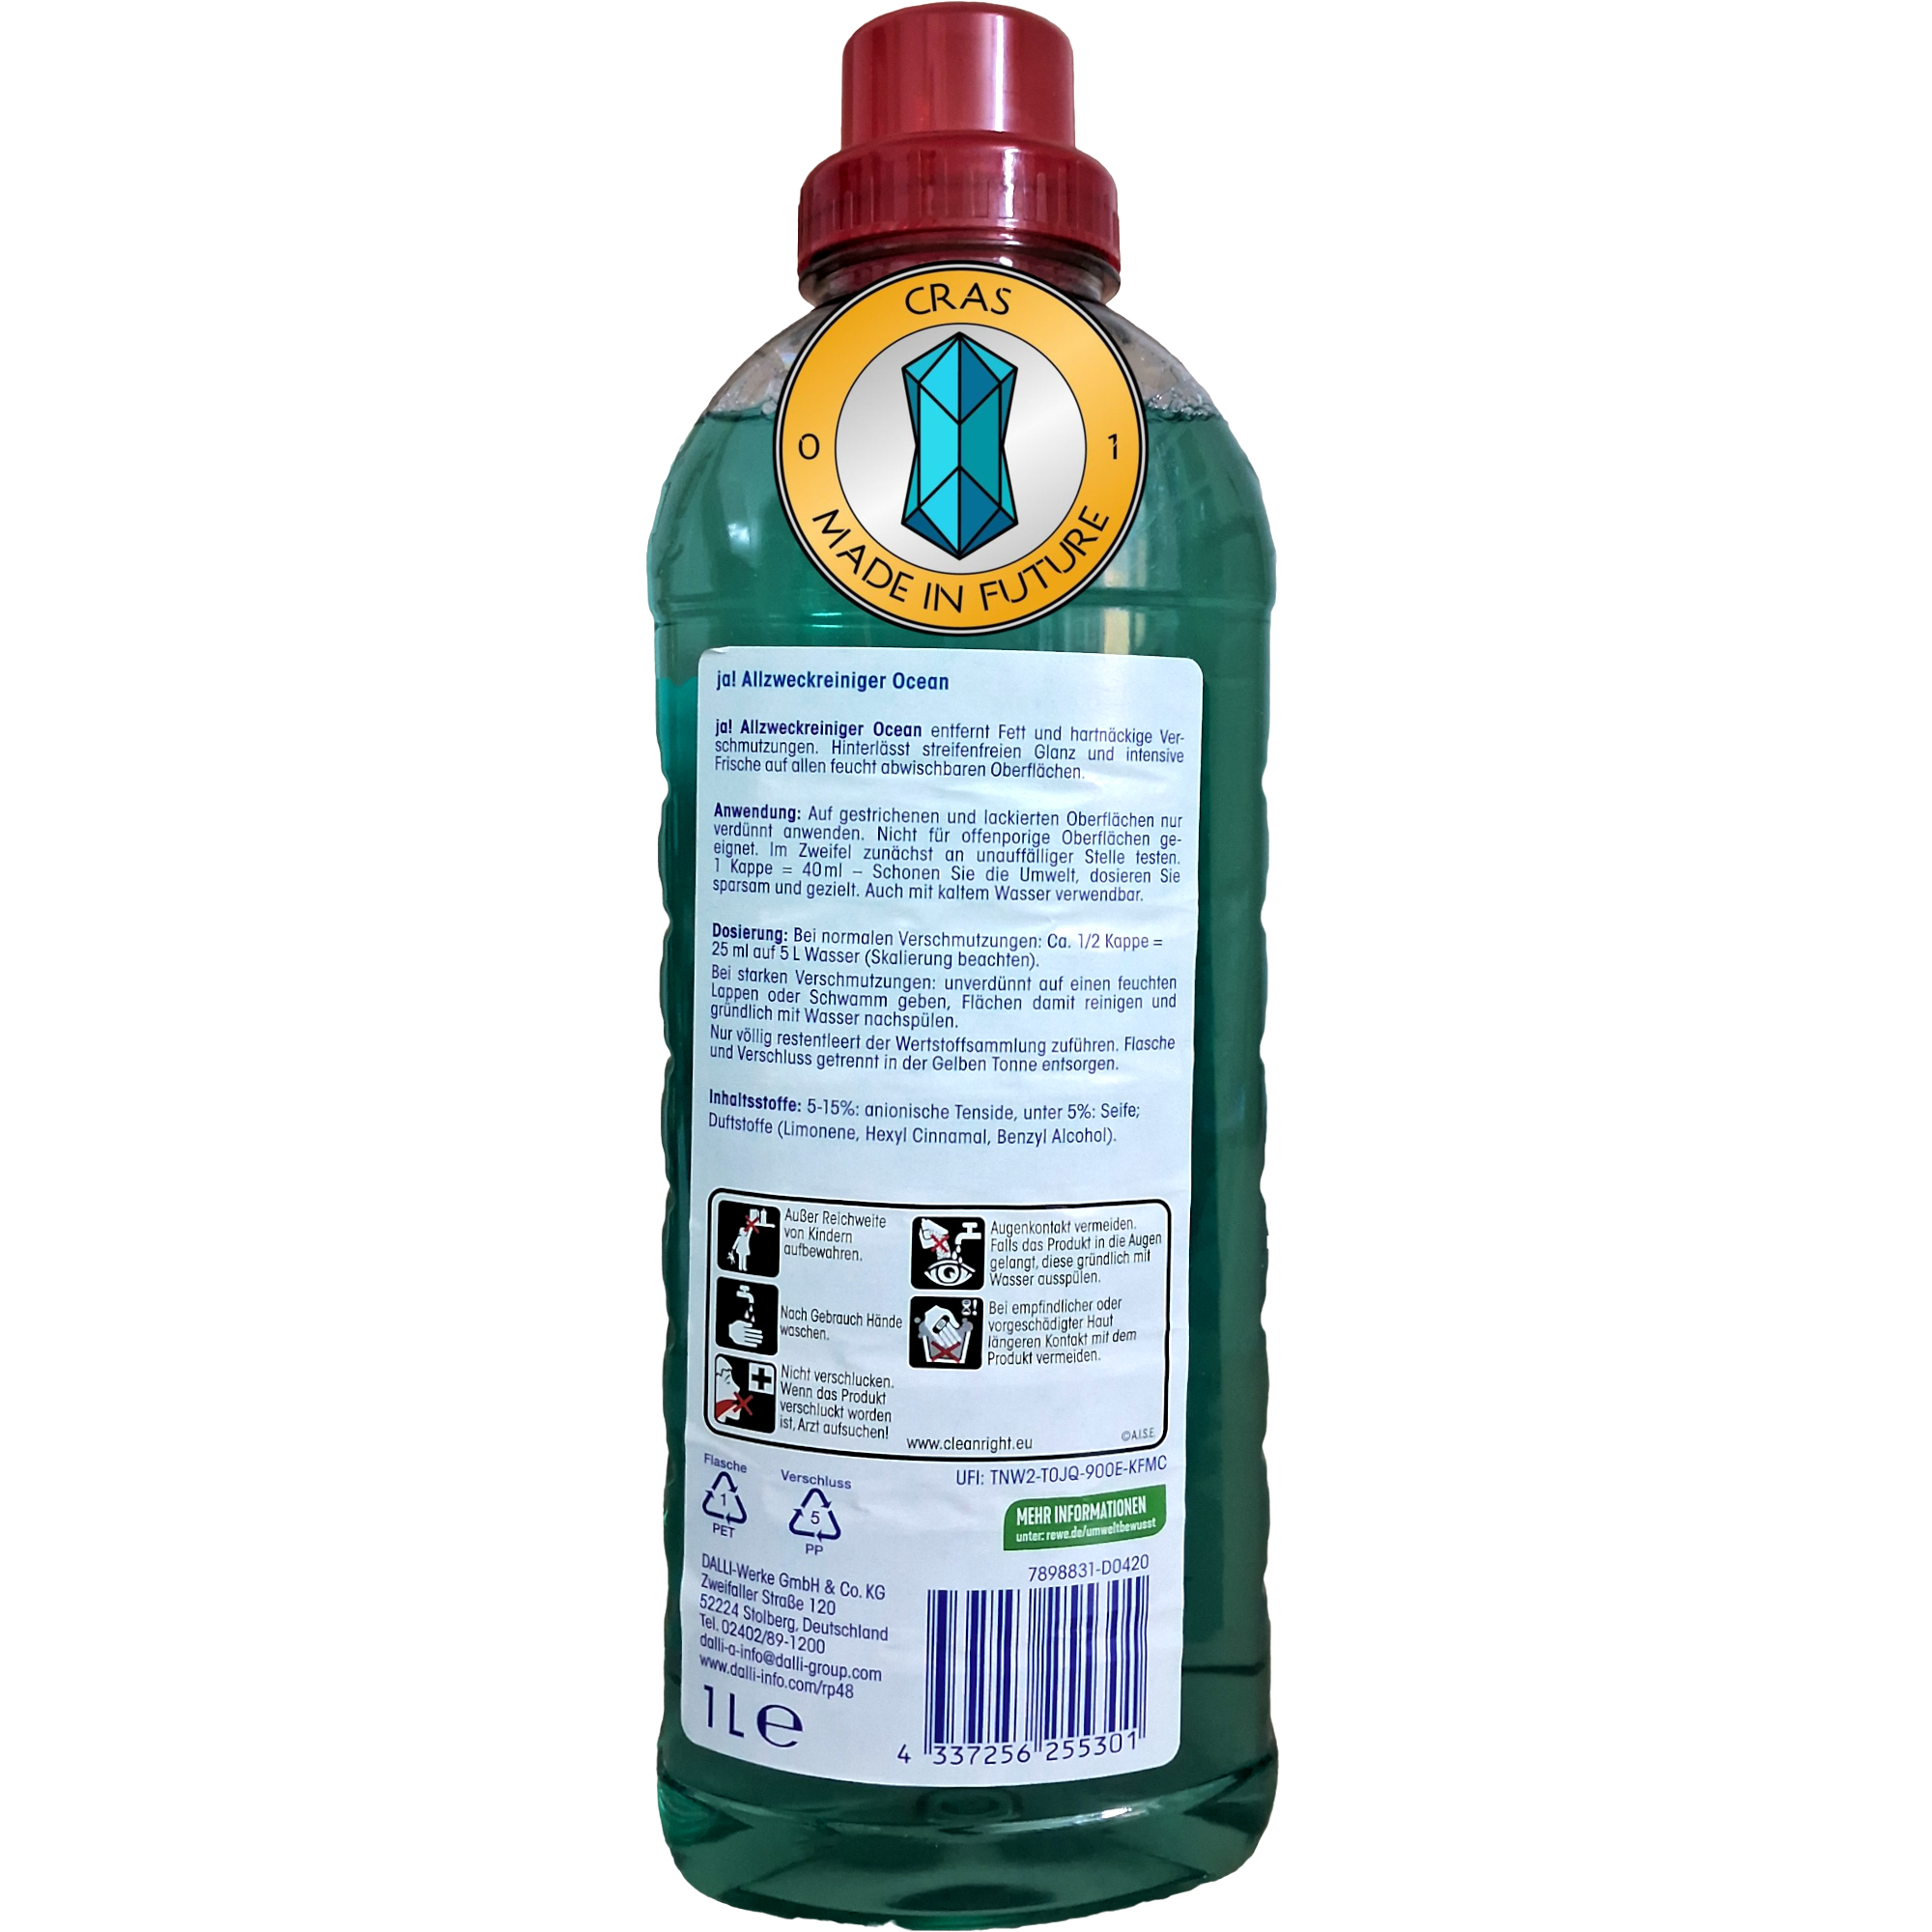 CRAS
0 1
MADE IN FUTURE
ja! Allzweckreiniger Ocean
ja! Allzweckreiniger Ocean entfernt Fett und hartnäckige Ver-
schmutzungen. Hinterlässt streifenfreien Glanz und intensive
Frische auf allen feucht abwischbaren Oberflächen.
Anwendung: Auf gestrichenen und lackierten Oberflächen nur
verdünnt anwenden. Nicht für offenporige Oberflächen ge-
eignet. Im Zweifel zunächst an unauffälliger Stelle testen.
1 Kappe = 40ml – Schonen Sie die Umwelt, dosieren Sie
sparsam und gezielt. Auch mit kaltem Wasser verwendbar.
Dosierung: Bei normalen Verschmutzungen: Ca. 1/2 Kappe =
25 ml auf 5 L Wasser (Skalierung beachten).
Bei starken Verschmutzungen: unverdünnt auf einen feuchten
Lappen oder Schwamm geben, Flächen damit reinigen und
gründlich mit Wasser nachspülen.
Nur völlig restentleert der Wertstoffsammlung zuführen. Flasche
und Verschluss getrennt in der Gelben Tonne entsorgen.
Inhaltsstoffe: 5-15%: anionische Tenside, unter 5%: Seife;
Duftstoffe (Limonene, Hexyl Cinnamal, Benzyl Alcohol).
Außer Reichweite
von Kindern
aufbewahren.
Nach Gebrauch Hände
waschen.
Nicht verschlucken.
Wenn das Produkt
verschluckt worden
ist, Arzt aufsuchen!
Augenkontakt vermeiden.
Falls das Produkt in die Augen
gelangt, diese gründlich mit
Wasser ausspülen.
Bei empfindlicher oder
vorgeschädigter Haut
längeren Kontakt mit dem
Produkt vermeiden.
www.cleanright.eu
©A.I.S.E.
UFI: TNW2-T0JQ-900E-KFMC
Flasche
1
PET
Verschluss
5
PP
MEHR INFORMATIONEN
unter: rewe.de/umweltbewusst
DALLI-Werke GmbH & Co. KG
Zweifaller Straße 120
52224 Stolberg, Deutschland
Tel. 02402/89-1200
dalli-a-info@dalli-group.com
www.dalli-info.com/rp48
1L e
7898831-D0420
4 337256 255301